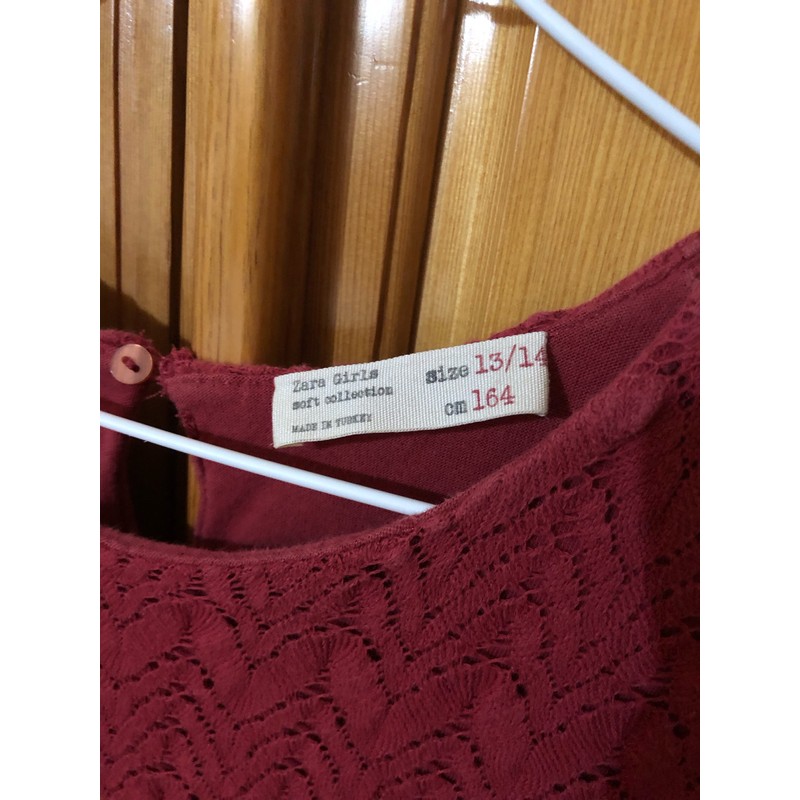 Zara Girls
soft collection
MADE IN TURKEY
size 13/14
cm 164